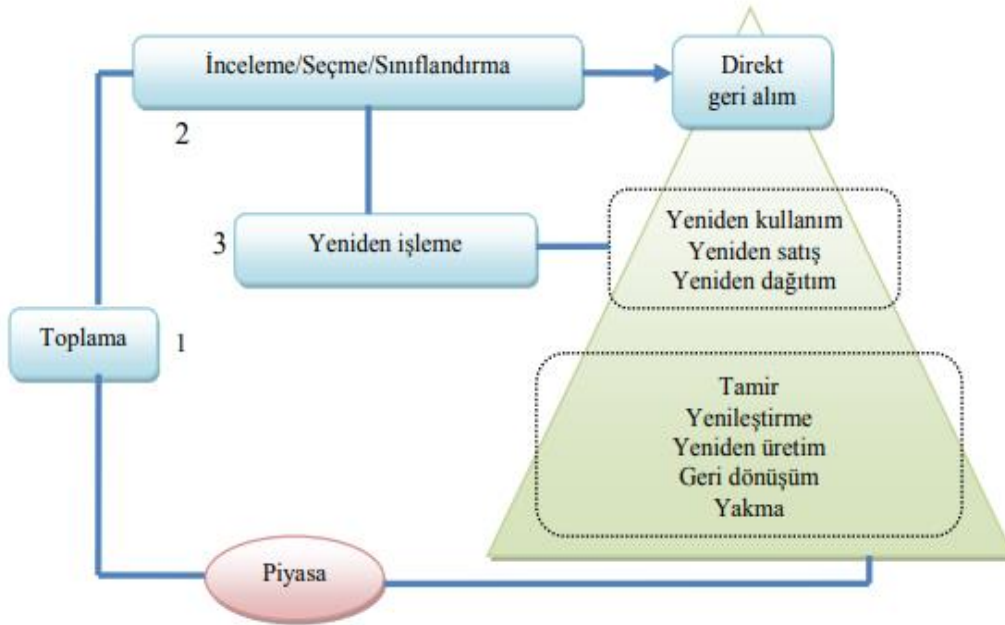 İnceleme/Seçme/Sınıflandırma
Direkt
geri alım
2
3
Yeniden işleme
Yeniden kullanım
Yeniden satış
Yeniden dağıtım
Toplama
1
Tamir
Yenileştirme
Yeniden üretim
Geri dönüşüm
Yakma
Piyasa